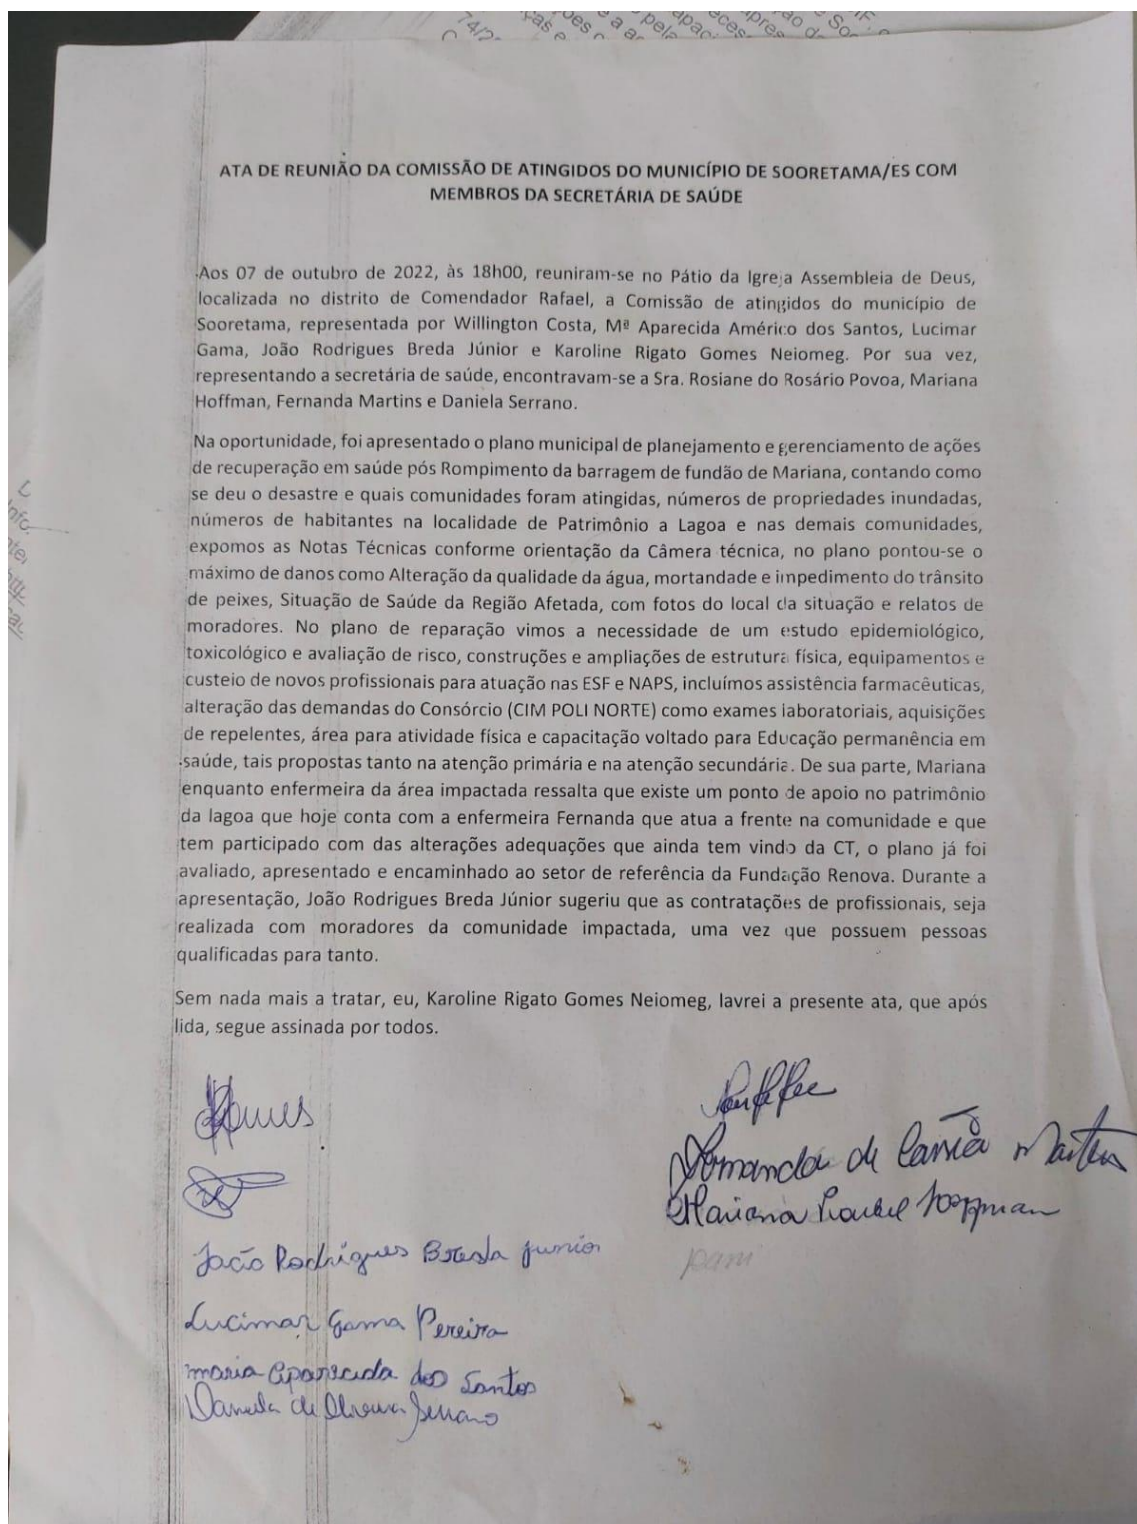 ATA DE REUNIÃO DA COMISSÃO DE ATINGIDOS DO MUNICÍPIO DE SOORETAMA/ES COM
MEMBROS DA SECRETÁRIA DE SAÚDE
Aos 07 de outubro de 2022, às 18h00, reuniram-se no Pátio da Igreja Assembleia de Deus,
localizada no distrito de Comendador Rafael, a Comissão de atingidos do município de
Sooretama, representada por Willington Costa, Mª Aparecida Américo dos Santos, Lucimar
Gama, João Rodrigues Breda Júnior e Karoline Rigato Gomes Neiomeg. Por sua vez,
representando a secretária de saúde, encontravam-se a Sra. Rosiane do Rosário Povoa, Mariana
Hoffman, Fernanda Martins e Daniela Serrano.
Na oportunidade, foi apresentado o plano municipal de planejamento e gerenciamento de ações
de recuperação em saúde pós Rompimento da barragem de fundão de Mariana, contando como
se deu o desastre e quais comunidades foram atingidas, números de propriedades inundadas,
números de habitantes na localidade de Patrimônio a Lagoa e nas demais comunidades,
expomos as Notas Técnicas conforme orientação da Câmera técnica, no plano pontou-se o
máximo de danos como Alteração da qualidade da água, mortandade e impedimento do trânsito
de peixes, Situação de Saúde da Região Afetada, com fotos do local da situação e relatos de
moradores. No plano de reparação vimos a necessidade de um estudo epidemiológico,
toxicológico e avaliação de risco, construções e ampliações de estrutura física, equipamentos e
custeio de novos profissionais para atuação nas ESF e NAPS, incluímos assistência farmacêuticas,
alteração das demandas do Consórcio (CIM POLI NORTE) como exames laboratoriais, aquisições
de repelentes, área para atividade física e capacitação voltado para Educação permanência em
saúde, tais propostas tanto na atenção primária e na atenção secundária. De sua parte, Mariana
enquanto enfermeira da área impactada ressalta que existe um ponto de apoio no patrimônio
da lagoa que hoje conta com a enfermeira Fernanda que atua a frente na comunidade e que
tem participado com das alterações adequações que ainda tem vindo da CT, o plano já foi
avaliado, apresentado e encaminhado ao setor de referência da Fundação Renova. Durante a
apresentação, João Rodrigues Breda Júnior sugeriu que as contratações de profissionais, seja
realizada com moradores da comunidade impactada, uma vez que possuem pessoas
qualificadas para tanto.
Sem nada mais a tratar, eu, Karoline Rigato Gomes Neiomeg, lavrei a presente ata, que após
lida, segue assinada por todos.
João Rodrigues Breda junior
Lucimar Gama Pereira
maria Aparecida dos Santos
Daniela de Oliveira Serrano
Martins
Mariana Hoffman